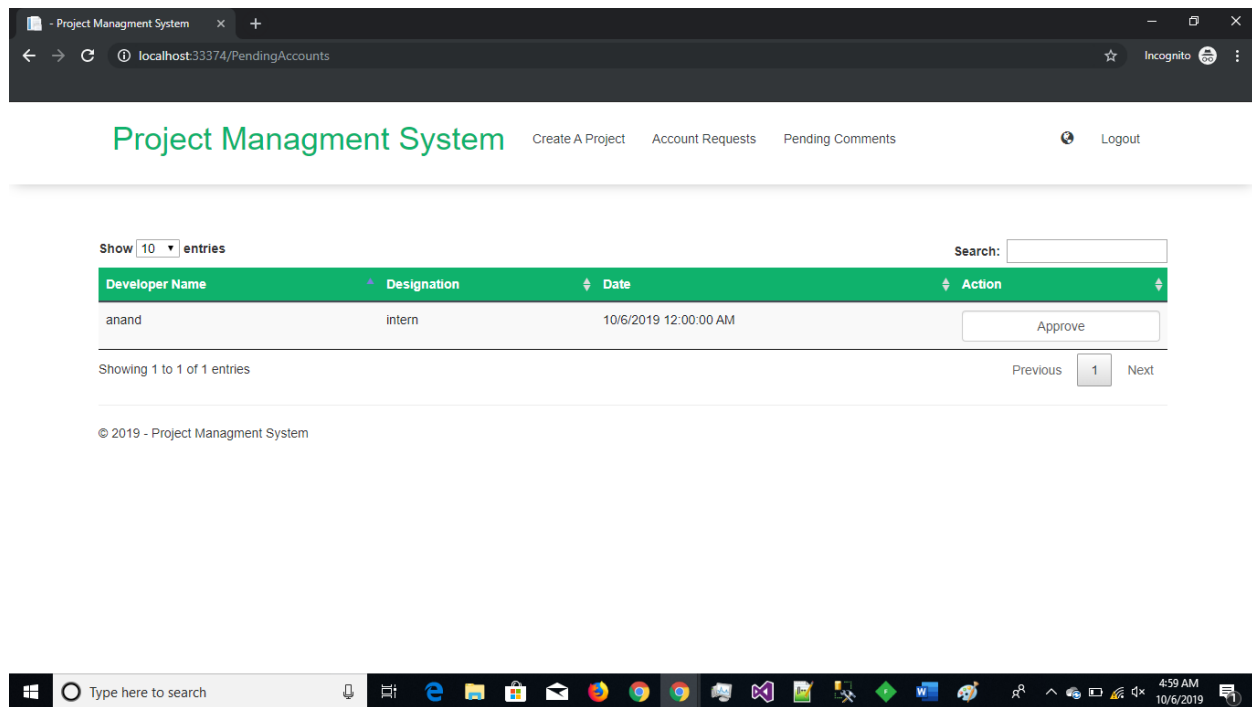 - Project Managment System
localhost:33374/PendingAccounts
Incognito
Project Managment System Create A Project Account Requests Pending Comments Logout
Show 10 entries Search:
Developer Name Designation Date Action
anand intern 10/6/2019 12:00:00 AM Approve
Showing 1 to 1 of 1 entries Previous 1 Next
© 2019 - Project Managment System
Type here to search
4:59 AM
10/6/2019